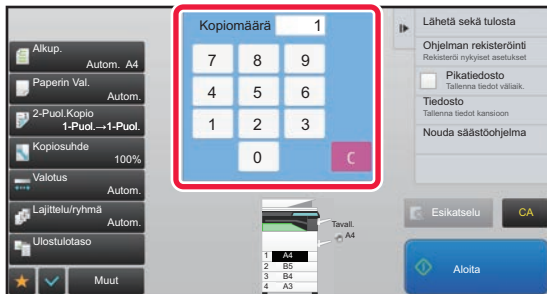 Alkup.
Autom. A4
Paperin Val.
Autom.
2-Puol.Kopio
1-Puol.→1-Puol.
Kopiosuhde
100%
Valotus
Autom.
Lajittelu/ryhmä
Autom.
Ulostulotaso
Muut
Kopiomäärä 1
7 8 9
4 5 6
1 2 3
0 C
Tavall.
A4
1 A4
2 B5
3 B4
4 A3
Lähetä sekä tulosta
Ohjelman rekisteröinti
Rekisteröi nykyiset asetukset
Pikatiedosto
Tallenna tiedot väliaik.
Tiedosto
Tallenna tiedot kansioon
Nouda säästöohjelma
Esikatselu
CA
Aloita